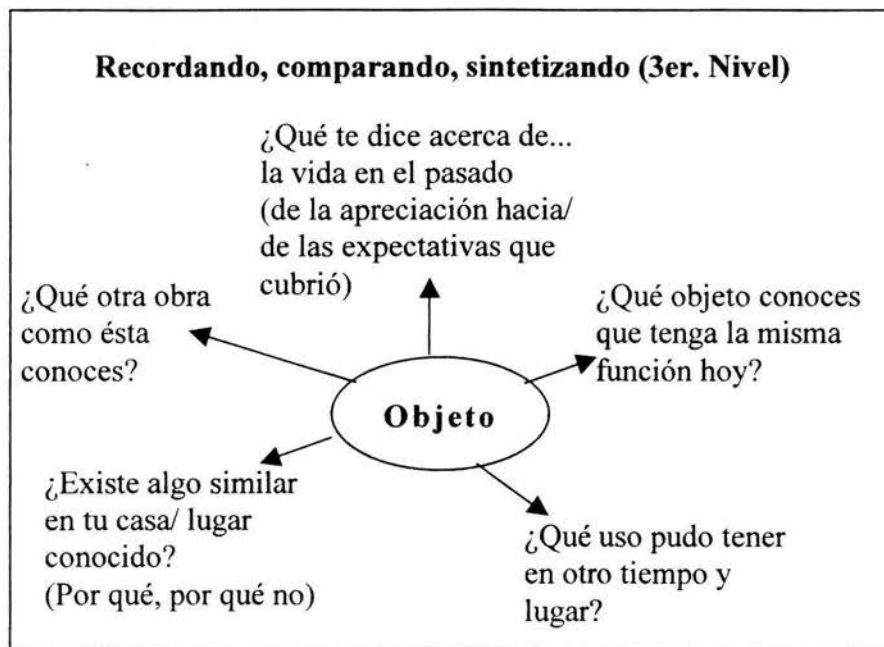 Recordando, comparando, sintetizando (3er. Nivel)
¿Qué te dice acerca de...
la vida en el pasado
(de la apreciación hacia/
de las expectativas que
cubrió)
¿Qué otra obra
como ésta
conoces?
¿Qué objeto conoces
que tenga la misma
función hoy?
Objeto
¿Existe algo similar
en tu casa/ lugar
conocido?
(Por qué, por qué no)
¿Qué uso pudo tener
en otro tiempo y
lugar?